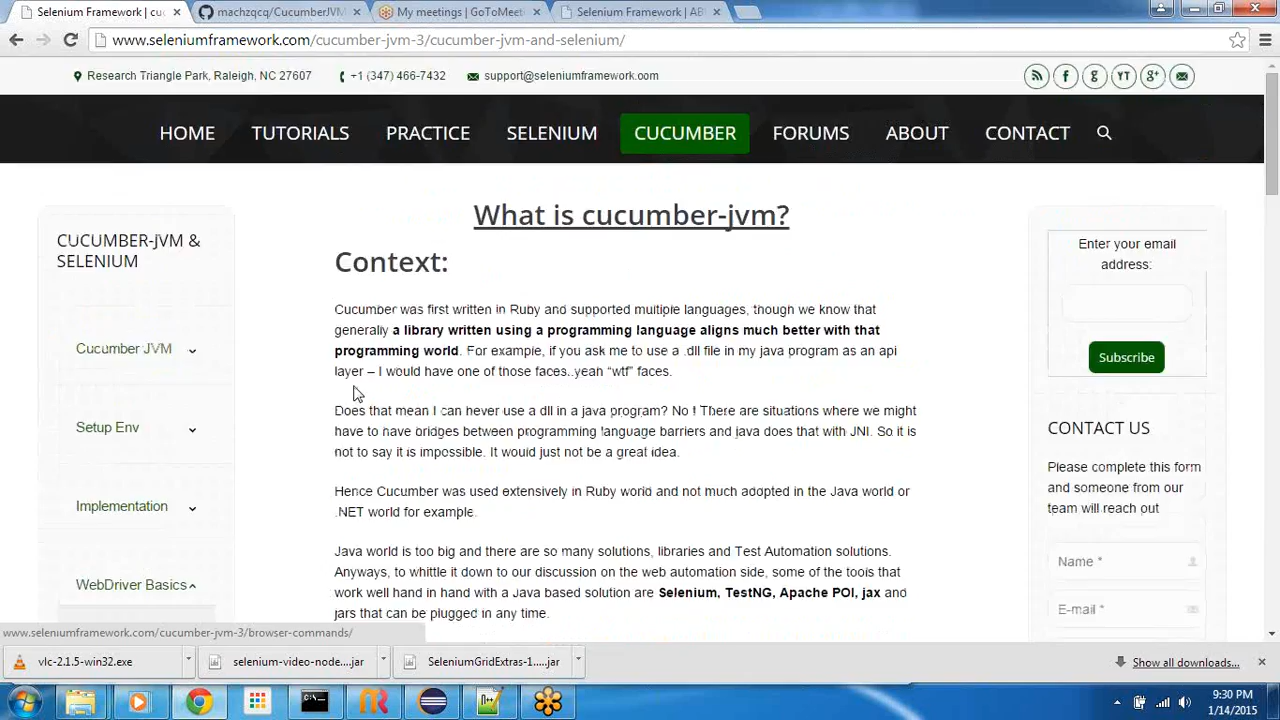 Selenium Framework | cuc
machzqcq/CucumberJVM
My meetings | GoToMeeti
Selenium Framework | AB
www.seleniumframework.com/cucumber-jvm-3/cucumber-jvm-and-selenium/
Research Triangle Park, Raleigh, NC 27607
+1 (347) 466-7432
support@seleniumframework.com
HOME
TUTORIALS
PRACTICE
SELENIUM
CUCUMBER
FORUMS
ABOUT
CONTACT
What is cucumber-jvm?
CUCUMBER-JVM &
SELENIUM
Cucumber JVM
Setup Env
Implementation
WebDriver Basics
Context:
Cucumber was first written in Ruby and supported multiple languages, though we know that
generally a library written using a programming language aligns much better with that
programming world. For example, if you ask me to use a .dll file in my java program as an api
layer – I would have one of those faces..yeah “wtf” faces.
Does that mean I can never use a dll in a java program? No ! There are situations where we might
have to have bridges between programming language barriers and java does that with JNI. So it is
not to say it is impossible. It would just not be a great idea.
Hence Cucumber was used extensively in Ruby world and not much adopted in the Java world or
.NET world for example.
Java world is too big and there are so many solutions, libraries and Test Automation solutions.
Anyways, to whittle it down to our discussion on the web automation side, some of the tools that
work well hand in hand with a Java based solution are Selenium, TestNG, Apache POI, jax and
jars that can be plugged in any time.
Enter your email
address:
Subscribe
CONTACT US
Please complete this form
and someone from our
team will reach out
Name *
E-mail *
www.seleniumframework.com/cucumber-jvm-3/browser-commands/
vlc-2.1.5-win32.exe
selenium-video-node....jar
SeleniumGridExtras-1.....jar
Show all downloads...
9:30 PM
1/14/2015